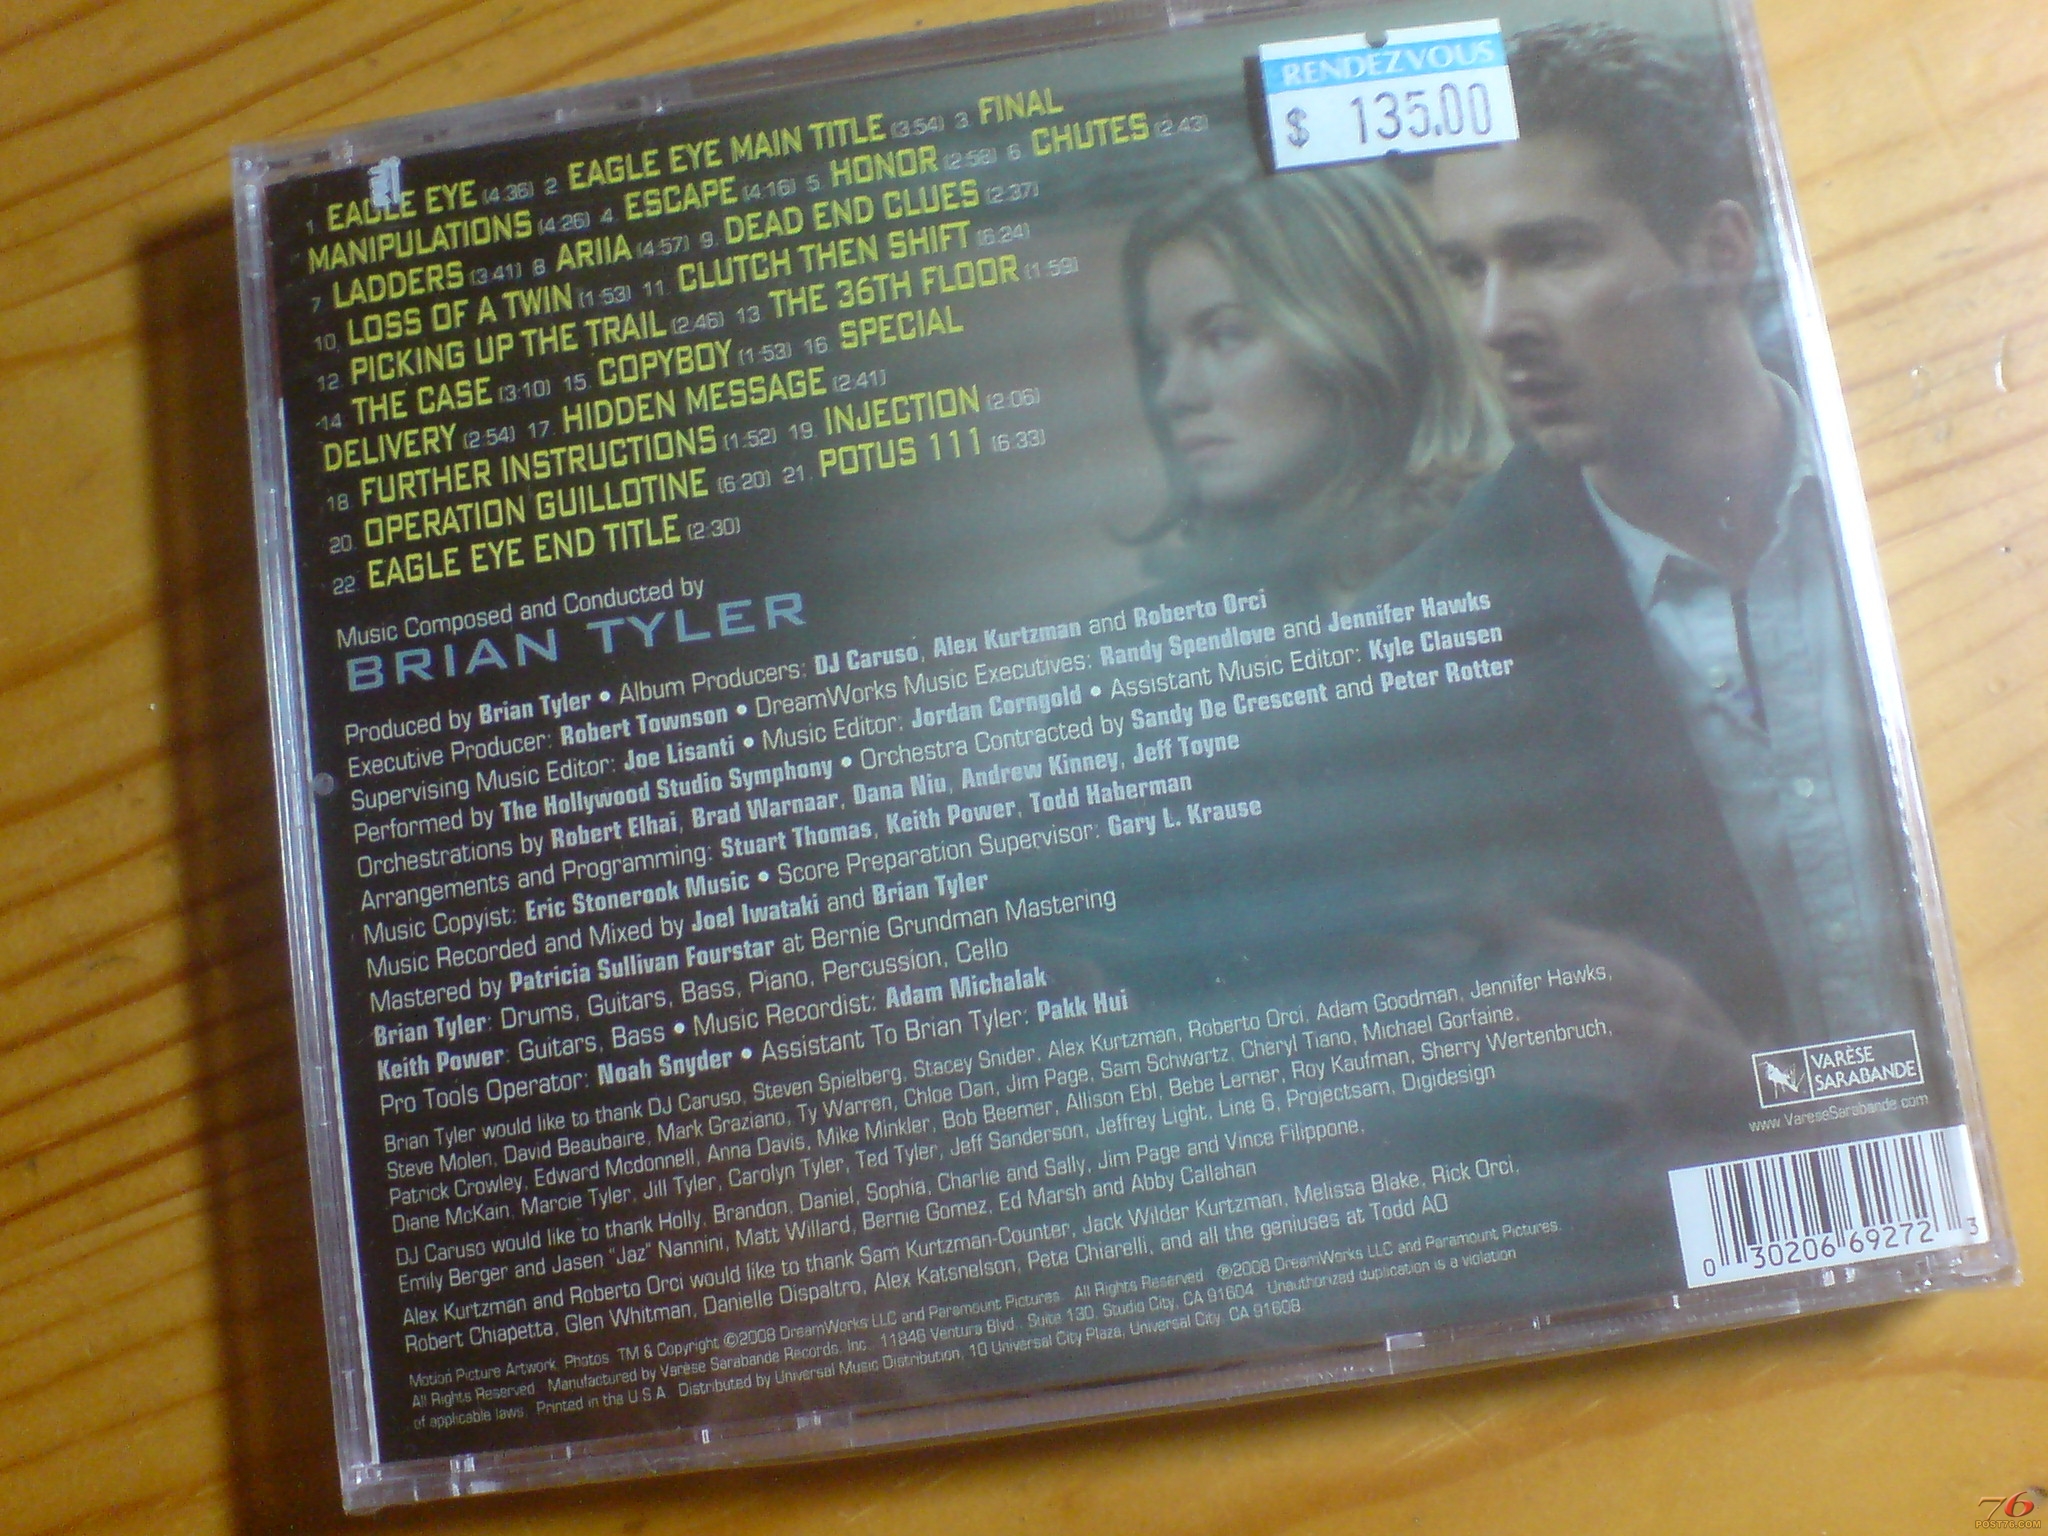 RENDEZVOUS
$ 135.00
1. EAGLE EYE (4:36) 2. EAGLE EYE MAIN TITLE (3:54) 3. FINAL
MANIPULATIONS (4:26) 4. ESCAPE (4:16) 5. HONOR (2:58) 6. CHUTES (2:43)
7. LADDERS (3:41) 8. ARIIA (4:57) 9. DEAD END CLUES (2:37)
10. LOSS OF A TWIN (1:53) 11. CLUTCH THEN SHIFT (6:24)
12. PICKING UP THE TRAIL (2:46) 13. THE 36TH FLOOR (1:59)
14. THE CASE (3:10) 15. COPYBOY (1:53) 16. SPECIAL
DELIVERY (2:54) 17. HIDDEN MESSAGE (2:41)
18. FURTHER INSTRUCTIONS (1:52) 19. INJECTION (2:06)
20. OPERATION GUILLOTINE (6:20) 21. POTUS 111 (6:33)
22. EAGLE EYE END TITLE (2:30)
Music Composed and Conducted by
BRIAN TYLER
Produced by Brian Tyler • Album Producers: DJ Caruso, Alex Kurtzman and Roberto Orci
Executive Producer: Robert Townson • DreamWorks Music Executives: Randy Spendlove and Jennifer Hawks
Supervising Music Editor: Joe Lisanti • Music Editor: Jordan Corngold • Assistant Music Editor: Kyle Clausen
Performed by The Hollywood Studio Symphony • Orchestra Contracted by Sandy De Crescent and Peter Rotter
Orchestrations by Robert Elhai, Brad Warnaar, Dana Niu, Andrew Kinney, Jeff Toyne
Arrangements and Programming: Stuart Thomas, Keith Power, Todd Haberman
Music Copyist: Eric Stonerook Music • Score Preparation Supervisor: Gary L. Krause
Music Recorded and Mixed by Joel Iwataki and Brian Tyler
Mastered by Patricia Sullivan Fourstar at Bernie Grundman Mastering
Brian Tyler: Drums, Guitars, Bass, Piano, Percussion, Cello
Keith Power: Guitars, Bass • Music Recordist: Adam Michalak
Pro Tools Operator: Noah Snyder • Assistant To Brian Tyler: Pakk Hui
Brian Tyler would like to thank DJ Caruso, Steven Spielberg, Stacey Snider, Alex Kurtzman, Roberto Orci, Adam Goodman, Jennifer Hawks,
Steve Molen, David Beaubaire, Mark Graziano, Ty Warren, Chloe Dan, Jim Page, Sam Schwartz, Cheryl Tiano, Michael Gorfaine,
Patrick Crowley, Edward Mcdonnell, Anna Davis, Mike Minkler, Bob Beemer, Allison Ebl, Bebe Lerner, Roy Kaufman, Sherry Wertenbruch,
Diane McKain, Marcie Tyler, Jill Tyler, Carolyn Tyler, Ted Tyler, Jeff Sanderson, Jeffrey Light, Line 6, Projectsam, Digidesign
DJ Caruso would like to thank Holly, Brandon, Daniel, Sophia, Charlie and Sally, Jim Page and Vince Filippone,
Emily Berger and Jasen "Jaz" Nannini, Matt Willard, Bernie Gomez, Ed Marsh and Abby Callahan
Alex Kurtzman and Roberto Orci would like to thank Sam Kurtzman-Counter, Jack Wilder Kurtzman, Melissa Blake, Rick Orci,
Robert Chiapetta, Glen Whitman, Danielle Dispaltro, Alex Katsnelson, Pete Chiarelli, and all the geniuses at Todd AO
Motion Picture Artwork, Photos, TM & Copyright ©2008 DreamWorks LLC and Paramount Pictures. All Rights Reserved. ℗2008 DreamWorks LLC and Paramount Pictures.
All Rights Reserved. Manufactured by Varèse Sarabande Records, Inc. 11846 Ventura Blvd. Suite 130, Studio City, CA 91604. Unauthorized duplication is a violation
of applicable laws. Printed in the U.S.A. Distributed by Universal Music Distribution, 10 Universal City Plaza, Universal City, CA 91608.
VARÈSE
SARABANDE
www.VareseSarabande.com
0 30206 69272 3
76
POST76.COM